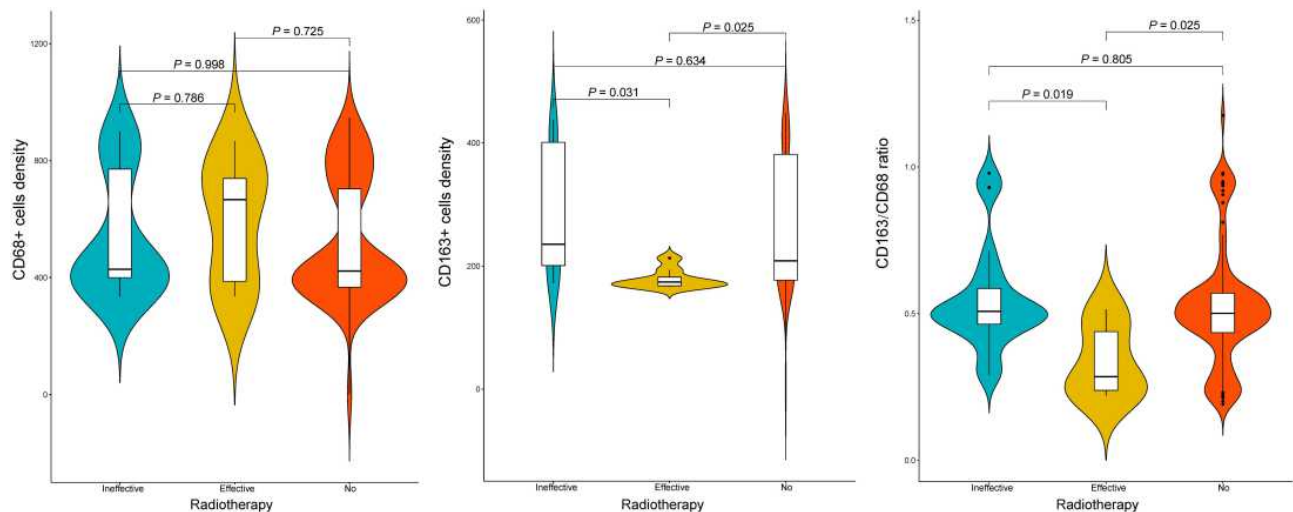 P = 0.725
1200
P = 0.998
P = 0.786
800
400
0
CD68+ cells density
Ineffective
Effective
No
Radiotherapy
600
P = 0.025
P = 0.634
P = 0.031
400
200
0
CD163+ cells density
Ineffective
Effective
No
Radiotherapy
1.5
P = 0.025
P = 0.805
P = 0.019
1.0
0.5
0.0
CD163/CD68 ratio
Ineffective
Effective
No
Radiotherapy